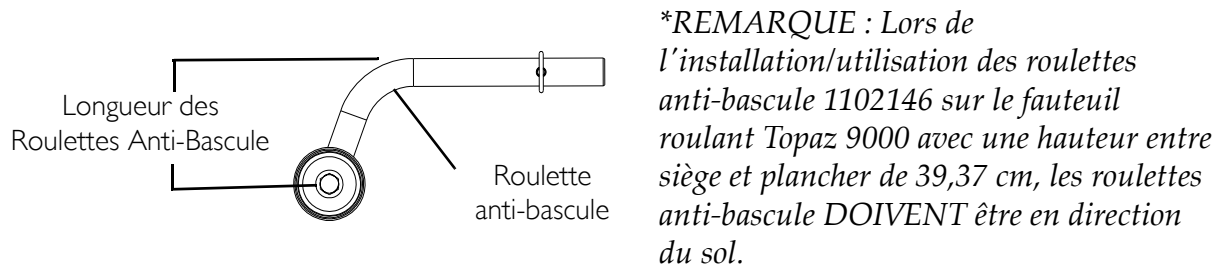 Longueur des
Roulettes Anti-Bascule
Roulette
anti-bascule
*REMARQUE : Lors de
l'installation/utilisation des roulettes
anti-bascule 1102146 sur le fauteuil
roulant Topaz 9000 avec une hauteur entre
siège et plancher de 39,37 cm, les roulettes
anti-bascule DOIVENT être en direction
du sol.